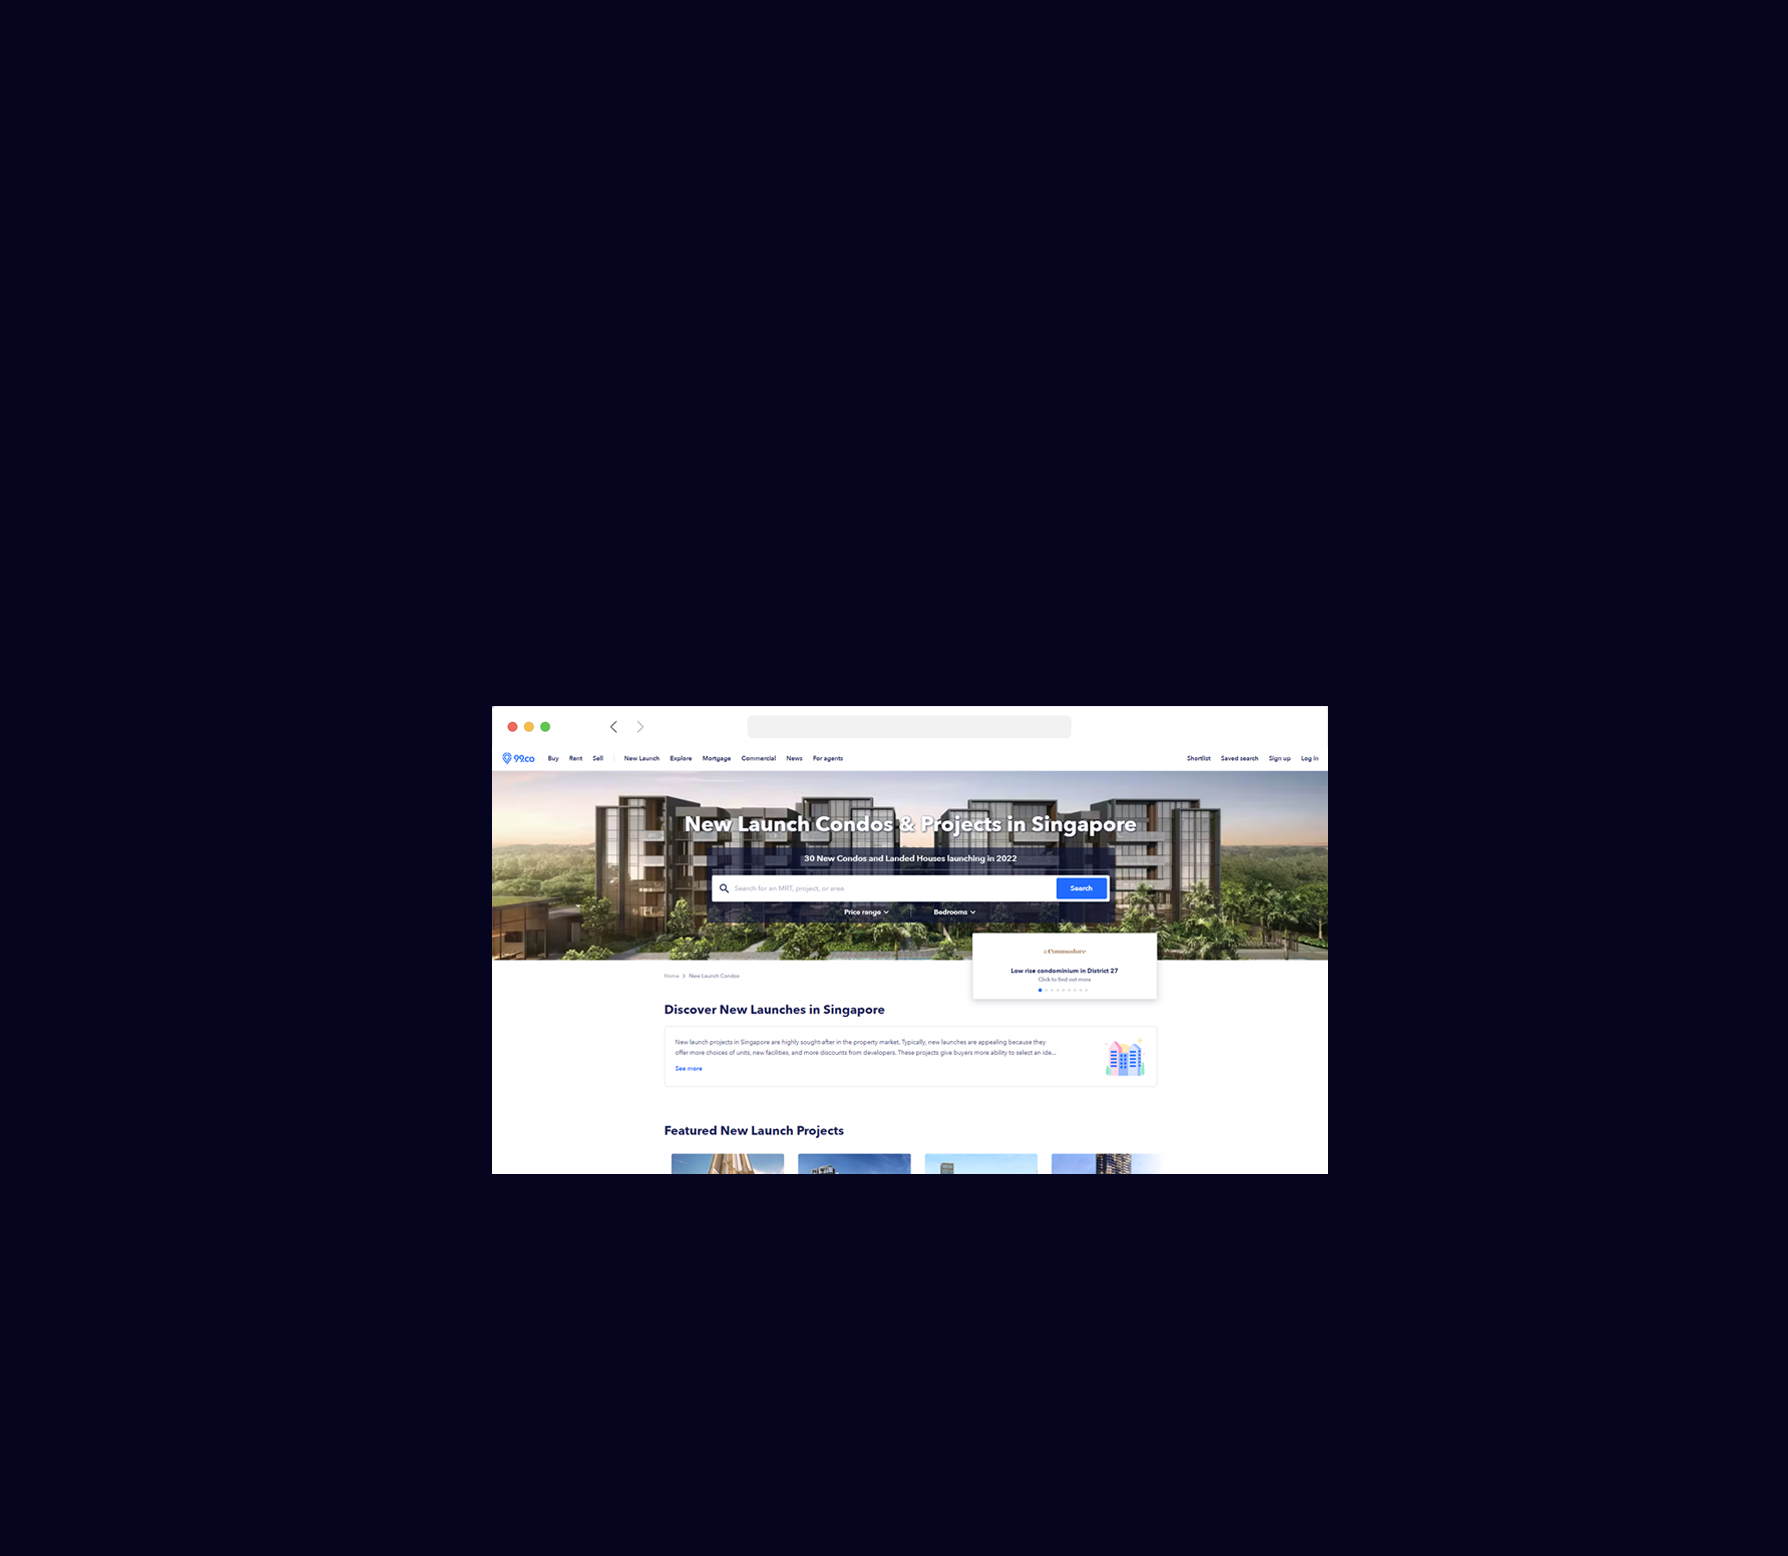 99.co Buy Rent Sell New Launch Explore Mortgage Commercial News For agents Shortlist Saved search Sign up Log in
New Launch Condos & Projects in Singapore
30 New Condos and Landed Houses launching in 2022
Search for an MRT, project, or area Search
Price range Bedrooms
Commodore
Low rise condominium in District 27
Click to find out more
Home > New Launch Condos
Discover New Launches in Singapore
New launch projects in Singapore are highly sought-after in the property market. Typically, new launches are appealing because they
offer more choices of units, new facilities, and more discounts from developers. These projects give buyers more ability to select an ide...
See more
Featured New Launch Projects